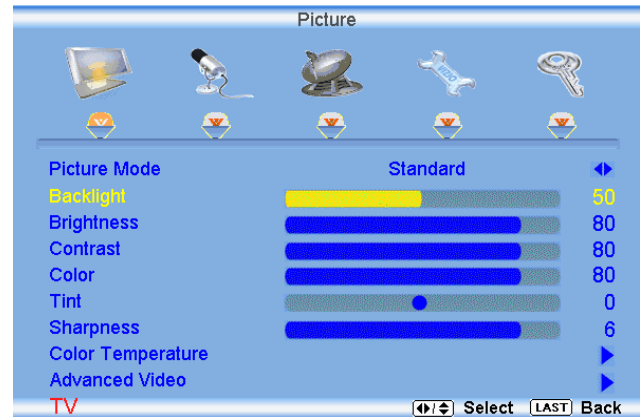 Picture
VIZIO
Picture Mode Standard
Backlight 50
Brightness 80
Contrast 80
Color 80
Tint 0
Sharpness 6
Color Temperature
Advanced Video
TV Select LAST Back